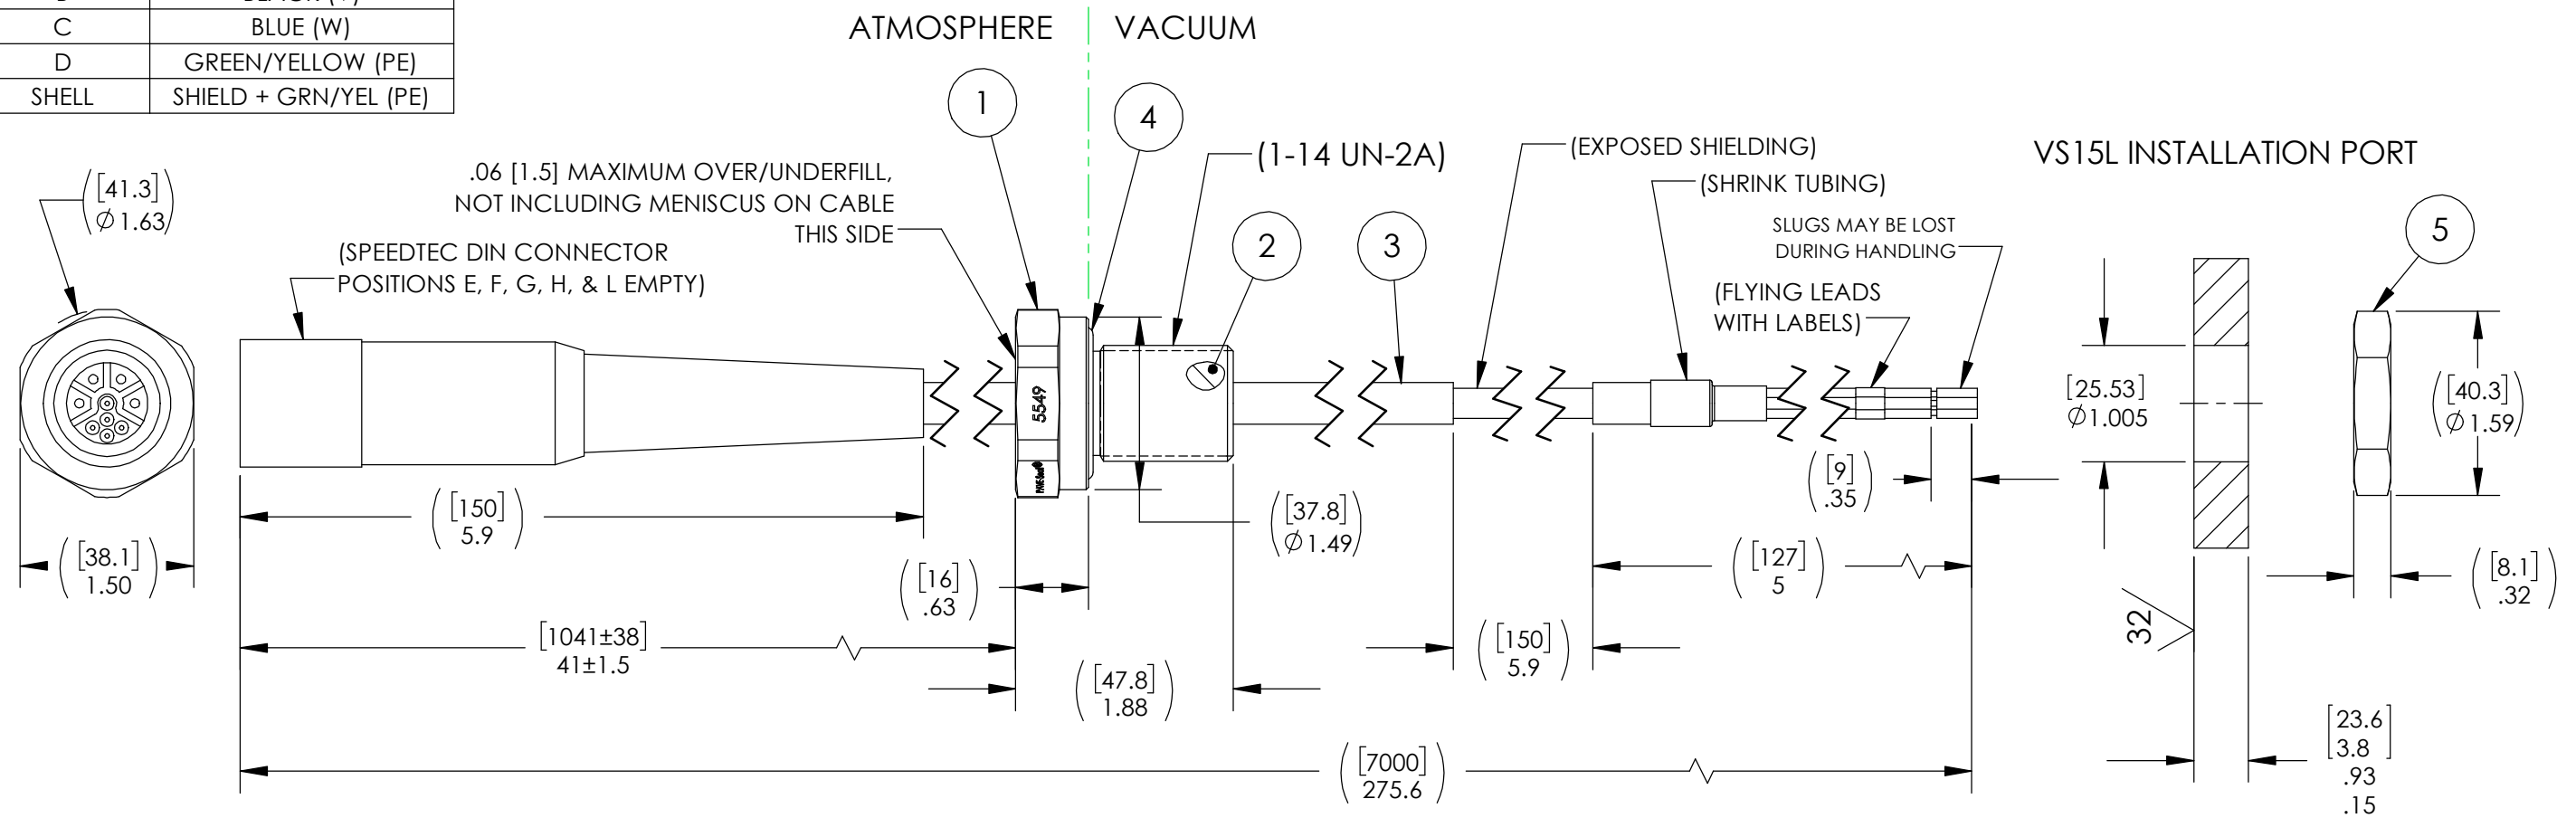 C BLUE (W)
D GREEN/YELLOW (PE)
SHELL SHIELD + GRN/YEL (PE)
ATMOSPHERE VACUUM
1
4
(1-14 UN-2A)
(EXPOSED SHIELDING)
(SHRINK TUBING)
VS15L INSTALLATION PORT
.06 [1.5] MAXIMUM OVER/UNDERFILL,
NOT INCLUDING MENISCUS ON CABLE
THIS SIDE
([41.3]
Ø1.63)
(SPEEDTEC DIN CONNECTOR
POSITIONS E, F, G, H, & L EMPTY)
2
3
SLUGS MAY BE LOST
DURING HANDLING
5
(FLYING LEADS
WITH LABELS)
5549
[25.53]
Ø1.005
([40.3]
Ø1.59)
([9]
.35)
([150]
5.9)
([37.8]
Ø1.49)
([38.1]
1.50)
([16]
.63)
([127]
5)
([8.1]
.32)
32
[1041±38]
41±1.5
([150]
5.9)
([47.8]
1.88)
([7000]
275.6)
[23.6
3.8]
.93
.15